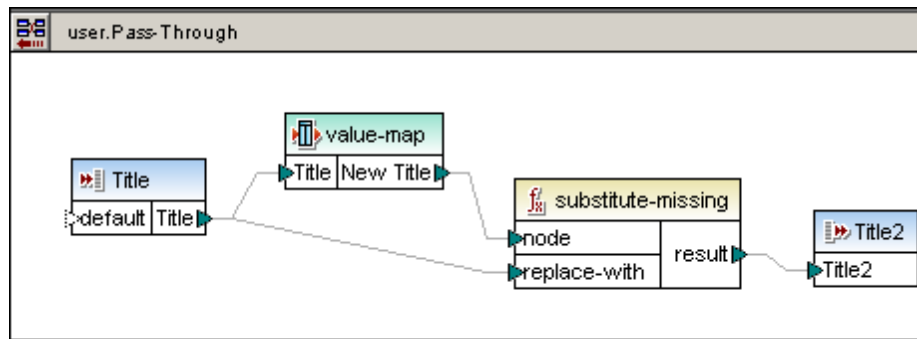 user.Pass-Through
value-map
Title New Title
Title
default Title
fx substitute-missing
node
result
replace-with
Title2
Title2